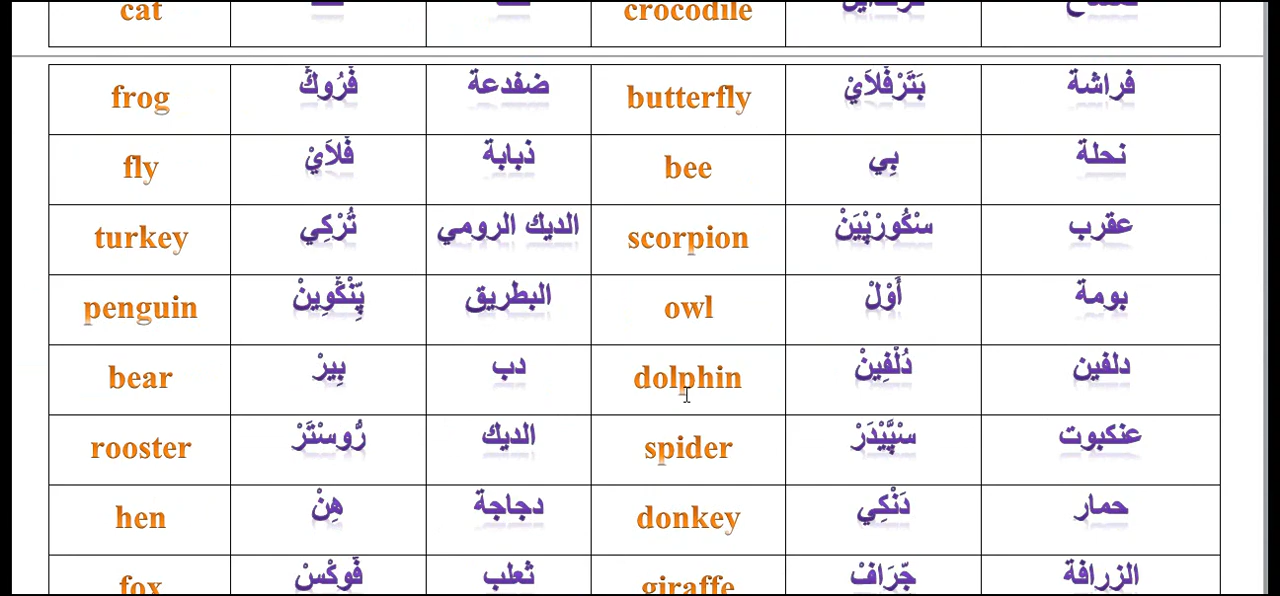 cat crocodile
frog فْرُوكْ ضفدعة butterfly بَتَرْفْلَايْ فراشة
fly فْلَايْ ذبابة bee بِي نحلة
turkey تُرْكِي الديك الرومي scorpion سْكُورْبْيَنْ عقرب
penguin پِنْكْوِينْ البطريق owl أَوْلْ بومة
bear بِيرْ دب dolphin دُلْفِينْ دلفين
rooster رُوسْتَرْ الديك spider سْپَيْدَرْ عنكبوت
hen هِنْ دجاجة donkey دَنْكِي حمار
fox فُوكْسْ ثعلب giraffe جّرَافْ الزرافة